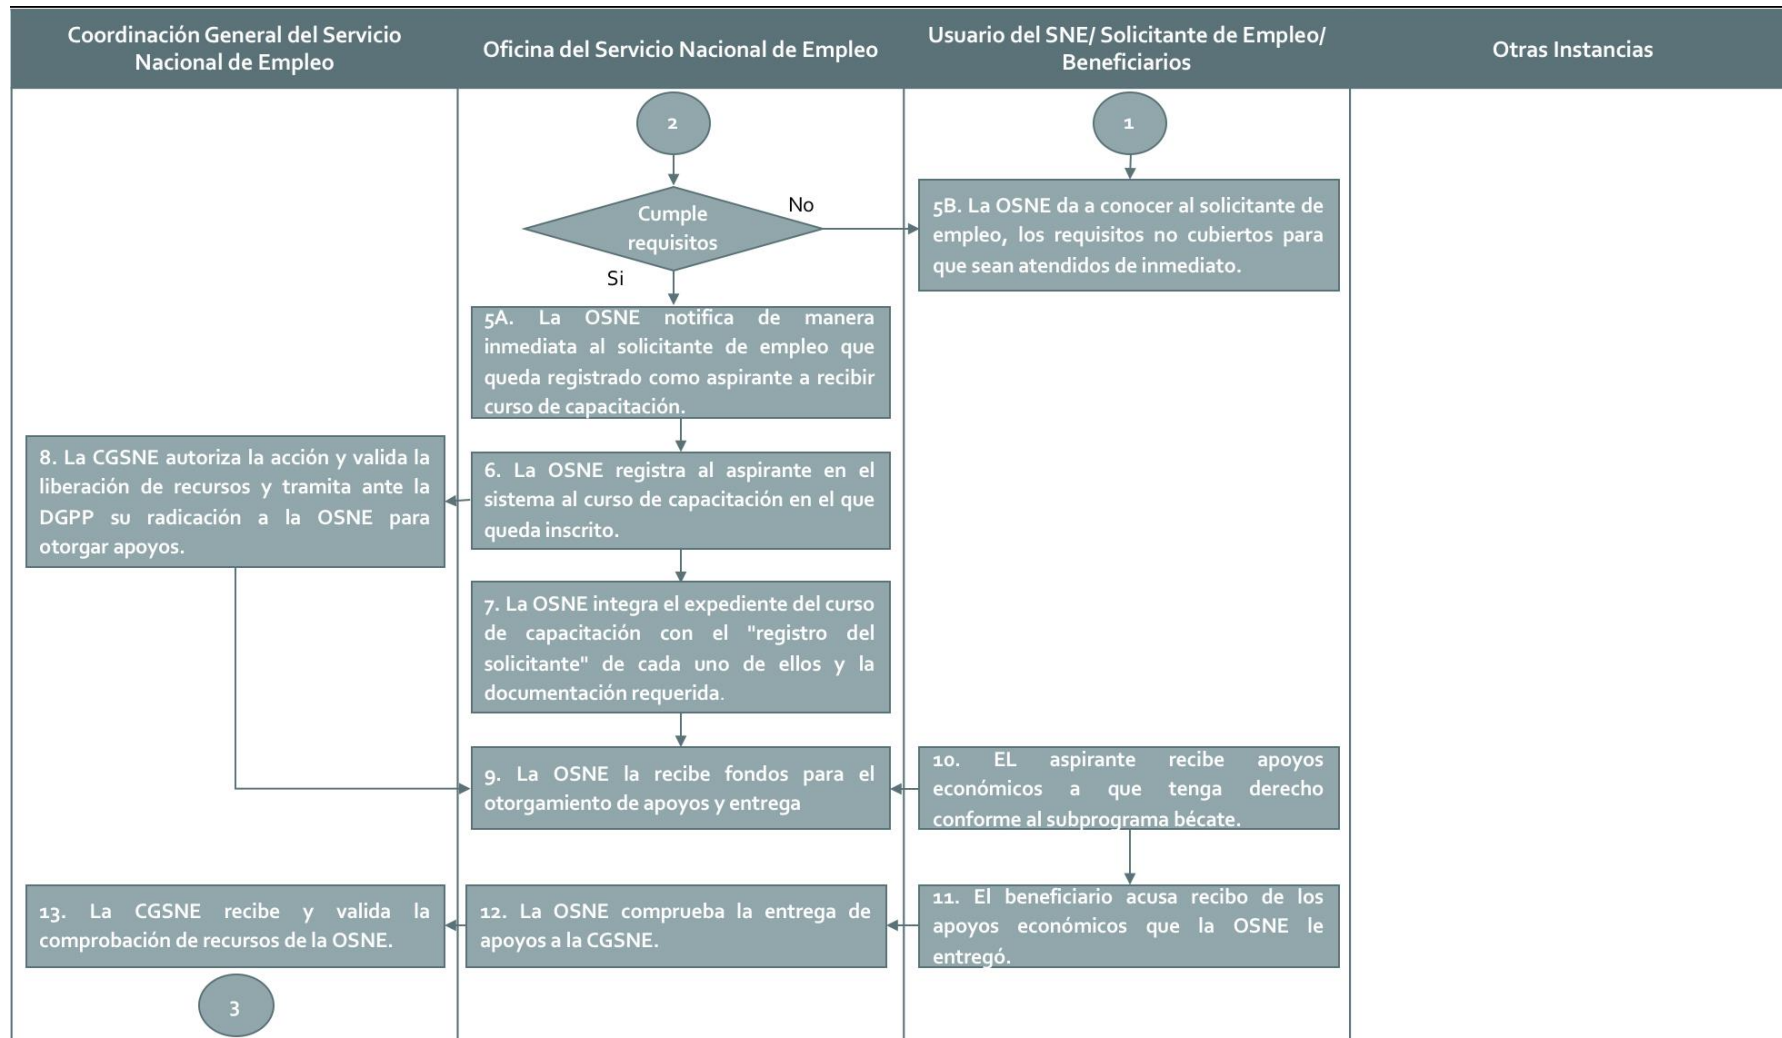 Coordinación General del Servicio
Nacional de Empleo
Oficina del Servicio Nacional de Empleo
Usuario del SNE/ Solicitante de Empleo/
Beneficiarios
Otras Instancias
2
1
Cumple
requisitos
No
Si
5B. La OSNE da a conocer al solicitante de
empleo, los requisitos no cubiertos para
que sean atendidos de inmediato.
5A. La OSNE notifica de manera
inmediata al solicitante de empleo que
queda registrado como aspirante a recibir
curso de capacitación.
8. La CGSNE autoriza la acción y valida la
liberación de recursos y tramita ante la
DGPP su radicación a la OSNE para
otorgar apoyos.
6. La OSNE registra al aspirante en el
sistema al curso de capacitación en el que
queda inscrito.
7. La OSNE integra el expediente del curso
de capacitación con el "registro del
solicitante" de cada uno de ellos y la
documentación requerida.
9. La OSNE la recibe fondos para el
otorgamiento de apoyos y entrega
10. EL aspirante recibe apoyos
económicos a que tenga derecho
conforme al subprograma bécate.
13. La CGSNE recibe y valida la
comprobación de recursos de la OSNE.
12. La OSNE comprueba la entrega de
apoyos a la CGSNE.
11. El beneficiario acusa recibo de los
apoyos económicos que la OSNE le
entregó.
3